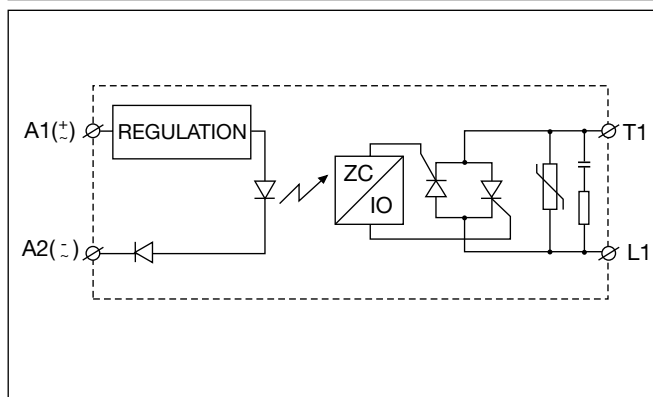 A1(+~)
REGULATION
T1
ZC
IO
A2(-~)
L1